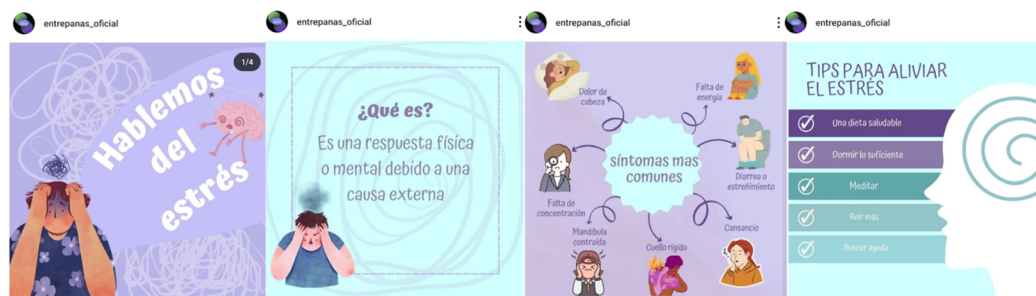 entrepanas_oficial
1/4
Hablemos
del
estrés
entrepanas_oficial
¿Qué es?
Es una respuesta física
o mental debido a una
causa externa
entrepanas_oficial
Dolor de
cabeza
Falta de
energía
síntomas mas
comunes
Diarrea o
estreñimiento
Falta de
concentración
Mandíbula
contraída
Cuello rígido
Cansancio
entrepanas_oficial
TIPS PARA ALIVIAR
EL ESTRÉS
Una dieta saludable
Dormir lo suficiente
Meditar
Reír más
Buscar ayuda